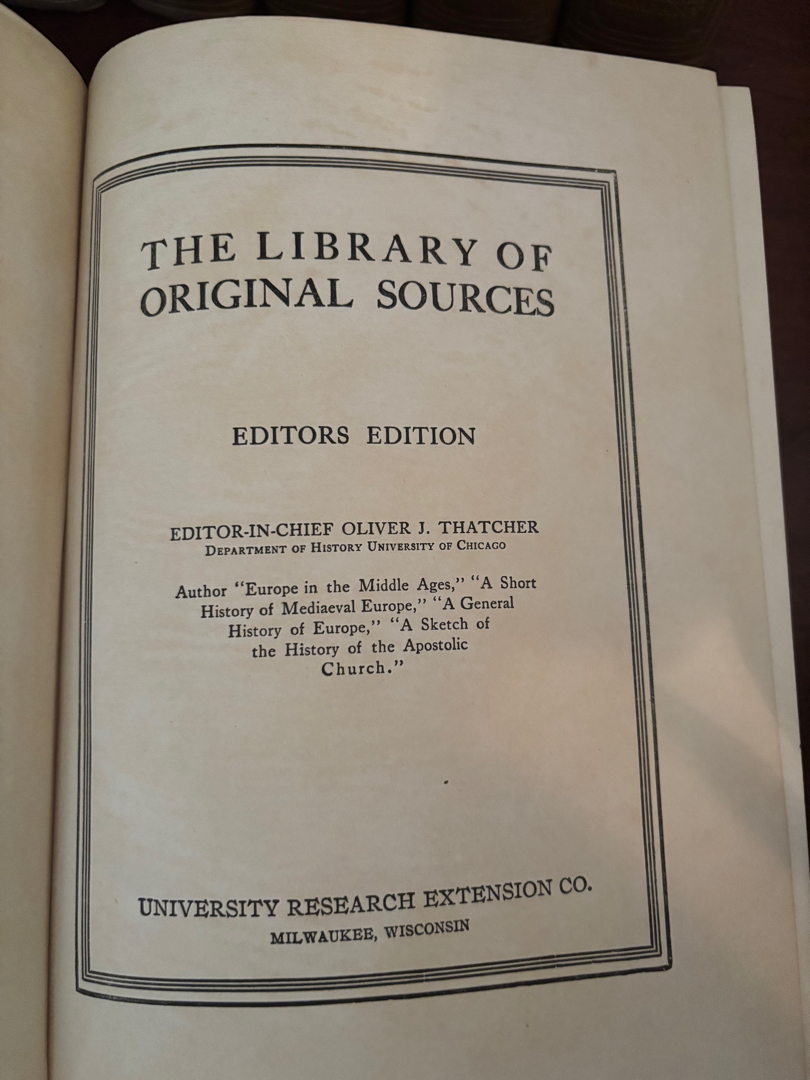 THE LIBRARY OF
ORIGINAL SOURCES
EDITORS EDITION
EDITOR-IN-CHIEF OLIVER J. THATCHER
DEPARTMENT OF HISTORY UNIVERSITY OF CHICAGO
Author “Europe in the Middle Ages,” “A Short
History of Mediaeval Europe,” “A General
History of Europe,” “A Sketch of
the History of the Apostolic
Church.”
UNIVERSITY RESEARCH EXTENSION CO.
MILWAUKEE, WISCONSIN